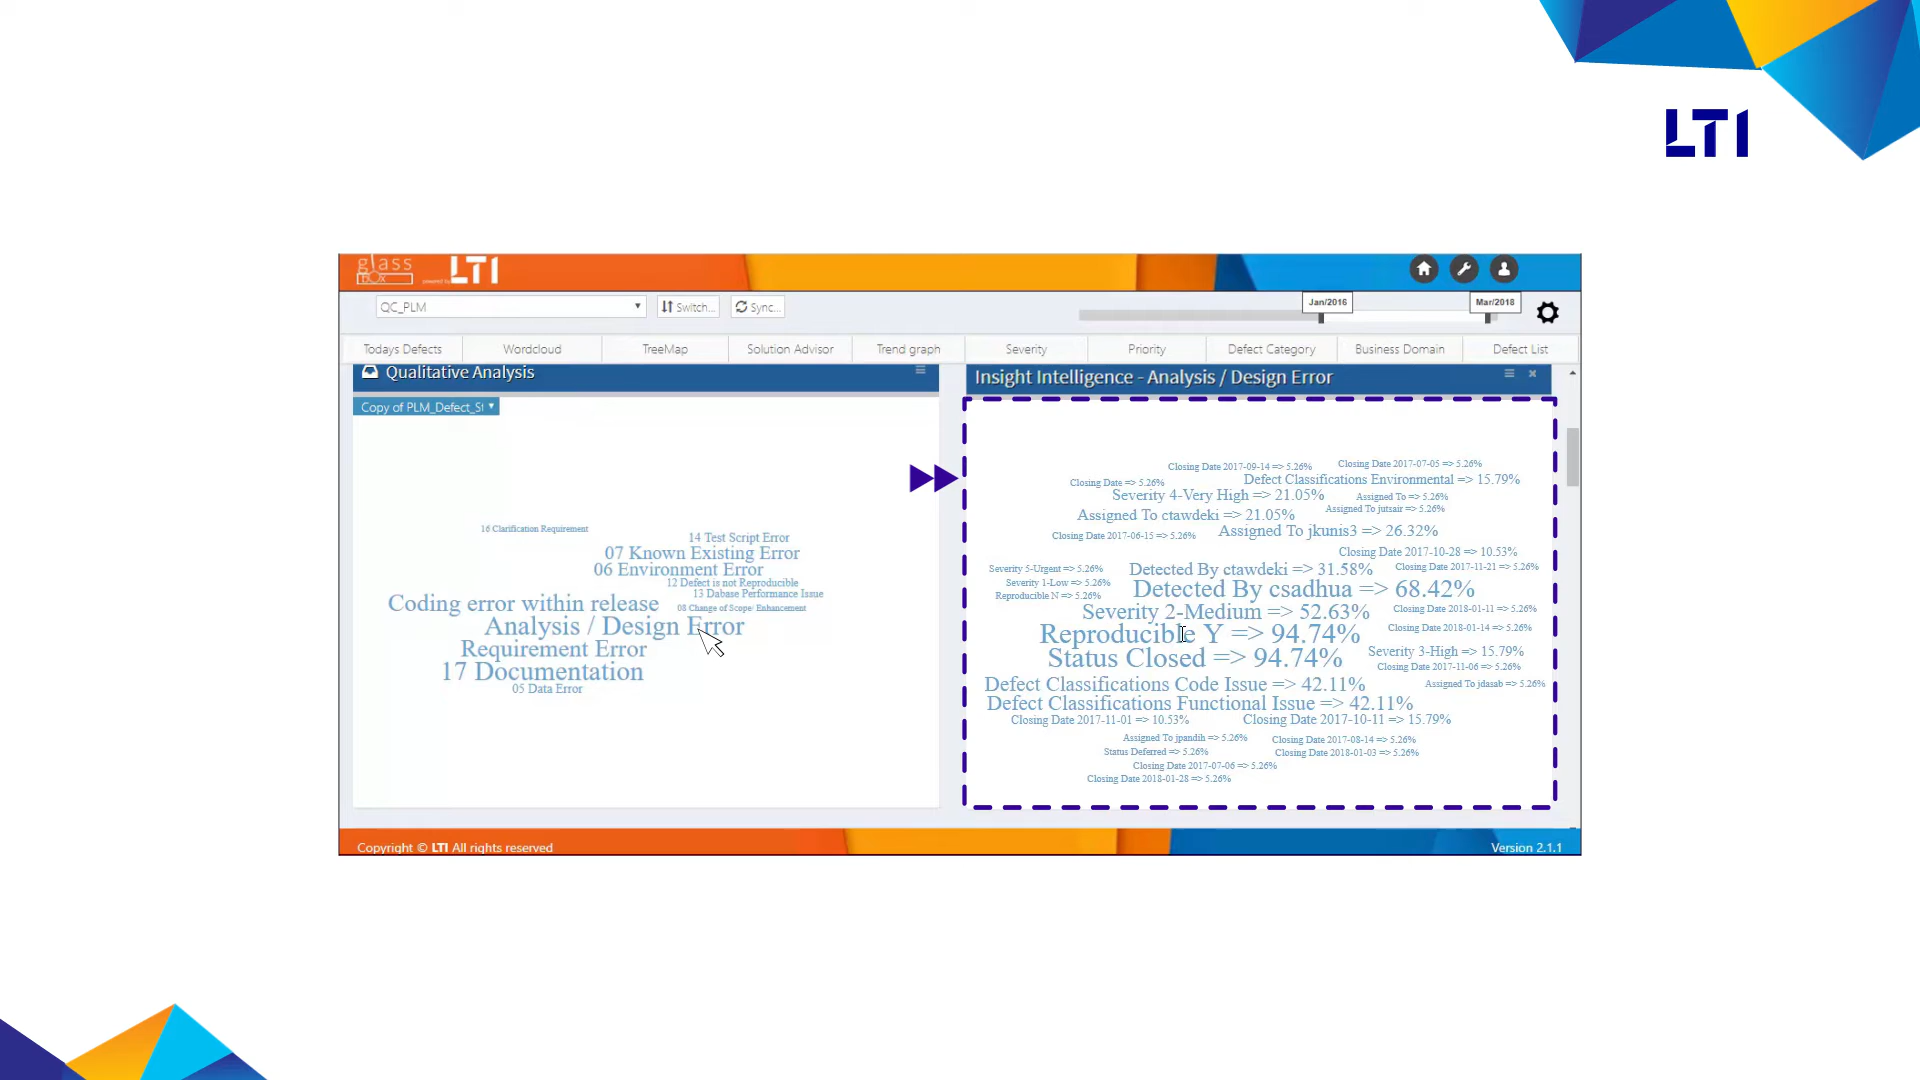 LTI
glass
BOX
powered by
LTI
QC_PLM
Switch...
Sync...
Jan/2016
Mar/2018
Todays Defects
Wordcloud
TreeMap
Solution Advisor
Trend graph
Severity
Priority
Defect Category
Business Domain
Defect List
Qualitative Analysis
Copy of PLM_Defect_St
16 Clarification Requirement
14 Test Script Error
07 Known Existing Error
06 Environment Error
12 Defect is not Reproducible
13 Dabase Performance Issue
Coding error within release
08 Change of Scope/ Enhancement
Analysis / Design Error
Requirement Error
17 Documentation
05 Data Error
Insight Intelligence - Analysis / Design Error
Closing Date 2017-09-14 => 5.26%
Closing Date 2017-07-05 => 5.26%
Closing Date => 5.26%
Defect Classifications Environmental => 15.79%
Severity 4-Very High => 21.05%
Assigned To => 5.26%
Assigned To ctawdeki => 21.05%
Assigned To jutsair => 5.26%
Closing Date 2017-06-15 => 5.26%
Assigned To jkunis3 => 26.32%
Closing Date 2017-10-28 => 10.53%
Severity 5-Urgent => 5.26%
Detected By ctawdeki => 31.58%
Closing Date 2017-11-21 => 5.26%
Severity 1-Low => 5.26%
Detected By csadhua => 68.42%
Reproducible N => 5.26%
Severity 2-Medium => 52.63%
Closing Date 2018-01-11 => 5.26%
Reproducible Y => 94.74%
Closing Date 2018-01-14 => 5.26%
Status Closed => 94.74%
Severity 3-High => 15.79%
Closing Date 2017-11-06 => 5.26%
Defect Classifications Code Issue => 42.11%
Assigned To jdasab => 5.26%
Defect Classifications Functional Issue => 42.11%
Closing Date 2017-11-01 => 10.53%
Closing Date 2017-10-11 => 15.79%
Assigned To jpandih => 5.26%
Closing Date 2017-08-14 => 5.26%
Status Deferred => 5.26%
Closing Date 2018-01-03 => 5.26%
Closing Date 2017-07-06 => 5.26%
Closing Date 2018-01-28 => 5.26%
Copyright © LTI All rights reserved
Version 2.1.1